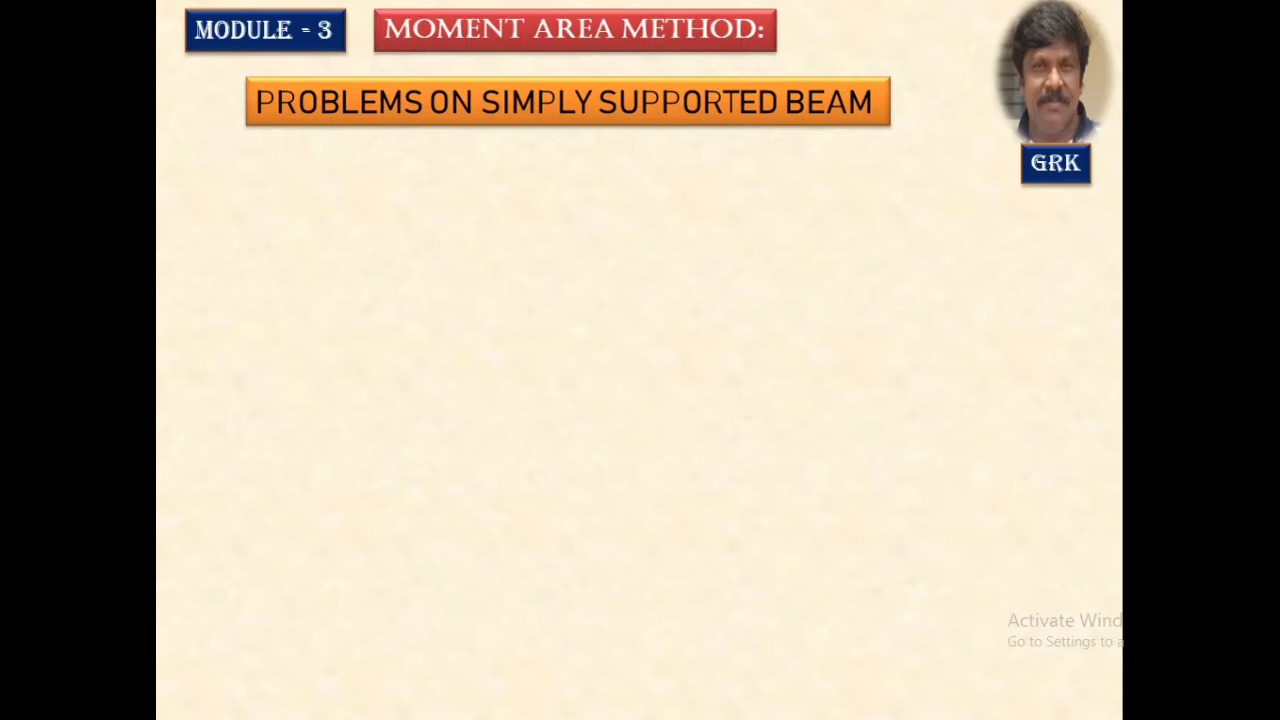 MODULE - 3
MOMENT AREA METHOD:
PROBLEMS ON SIMPLY SUPPORTED BEAM
GRK
Activate Wind
Go to Settings to a